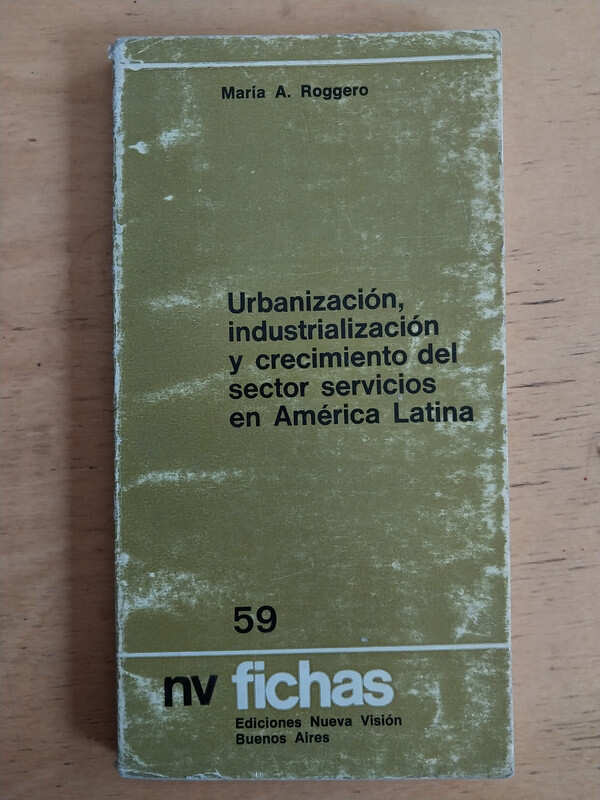 María A. Roggero
Urbanización,
industrialización
y crecimiento del
sector servicios
en América Latina
59
nv fichas
Ediciones Nueva Visión
Buenos Aires